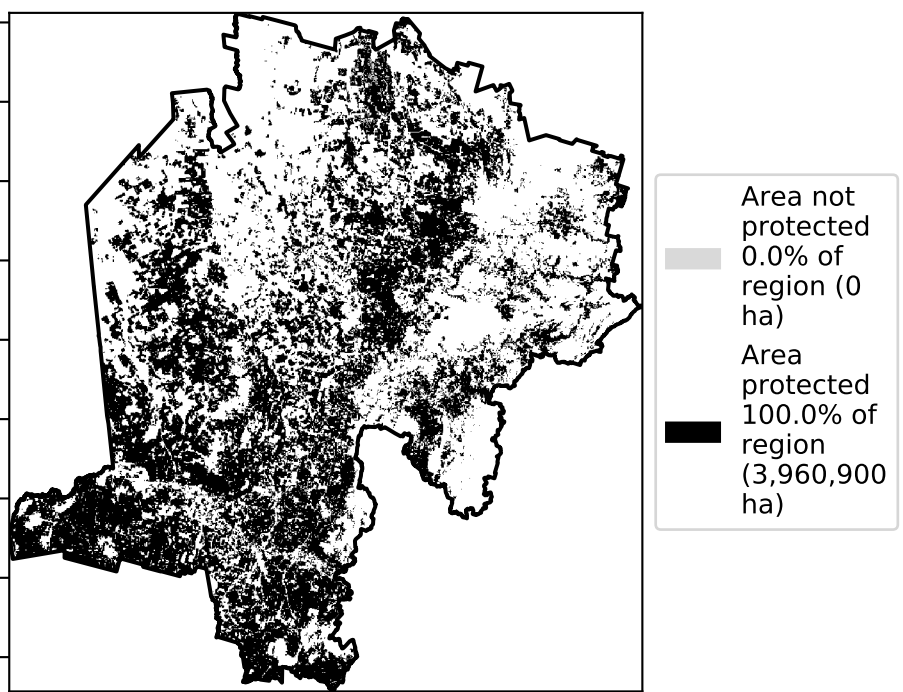 Area not
protected
0.0% of
region (0
ha)
Area
protected
100.0% of
region
(3,960,900
ha)